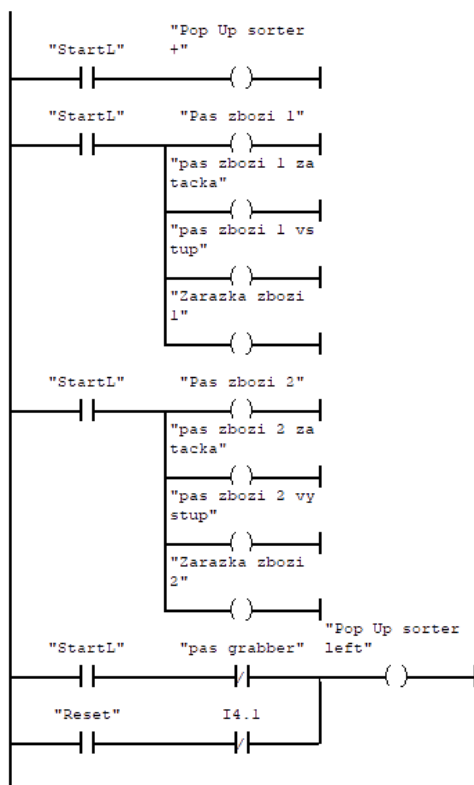 "Pop Up sorter
"StartL" +"
"StartL" "Pas zbozi 1"
"pas zbozi 1 za
tacka"
"pas zbozi 1 vs
tup"
"Zarazka zbozi
1"
"StartL" "Pas zbozi 2"
"pas zbozi 2 za
tacka"
"pas zbozi 2 vy
stup"
"Zarazka zbozi
2"
"Pop Up sorter
"StartL" "pas grabber" left"
"Reset" I4.1